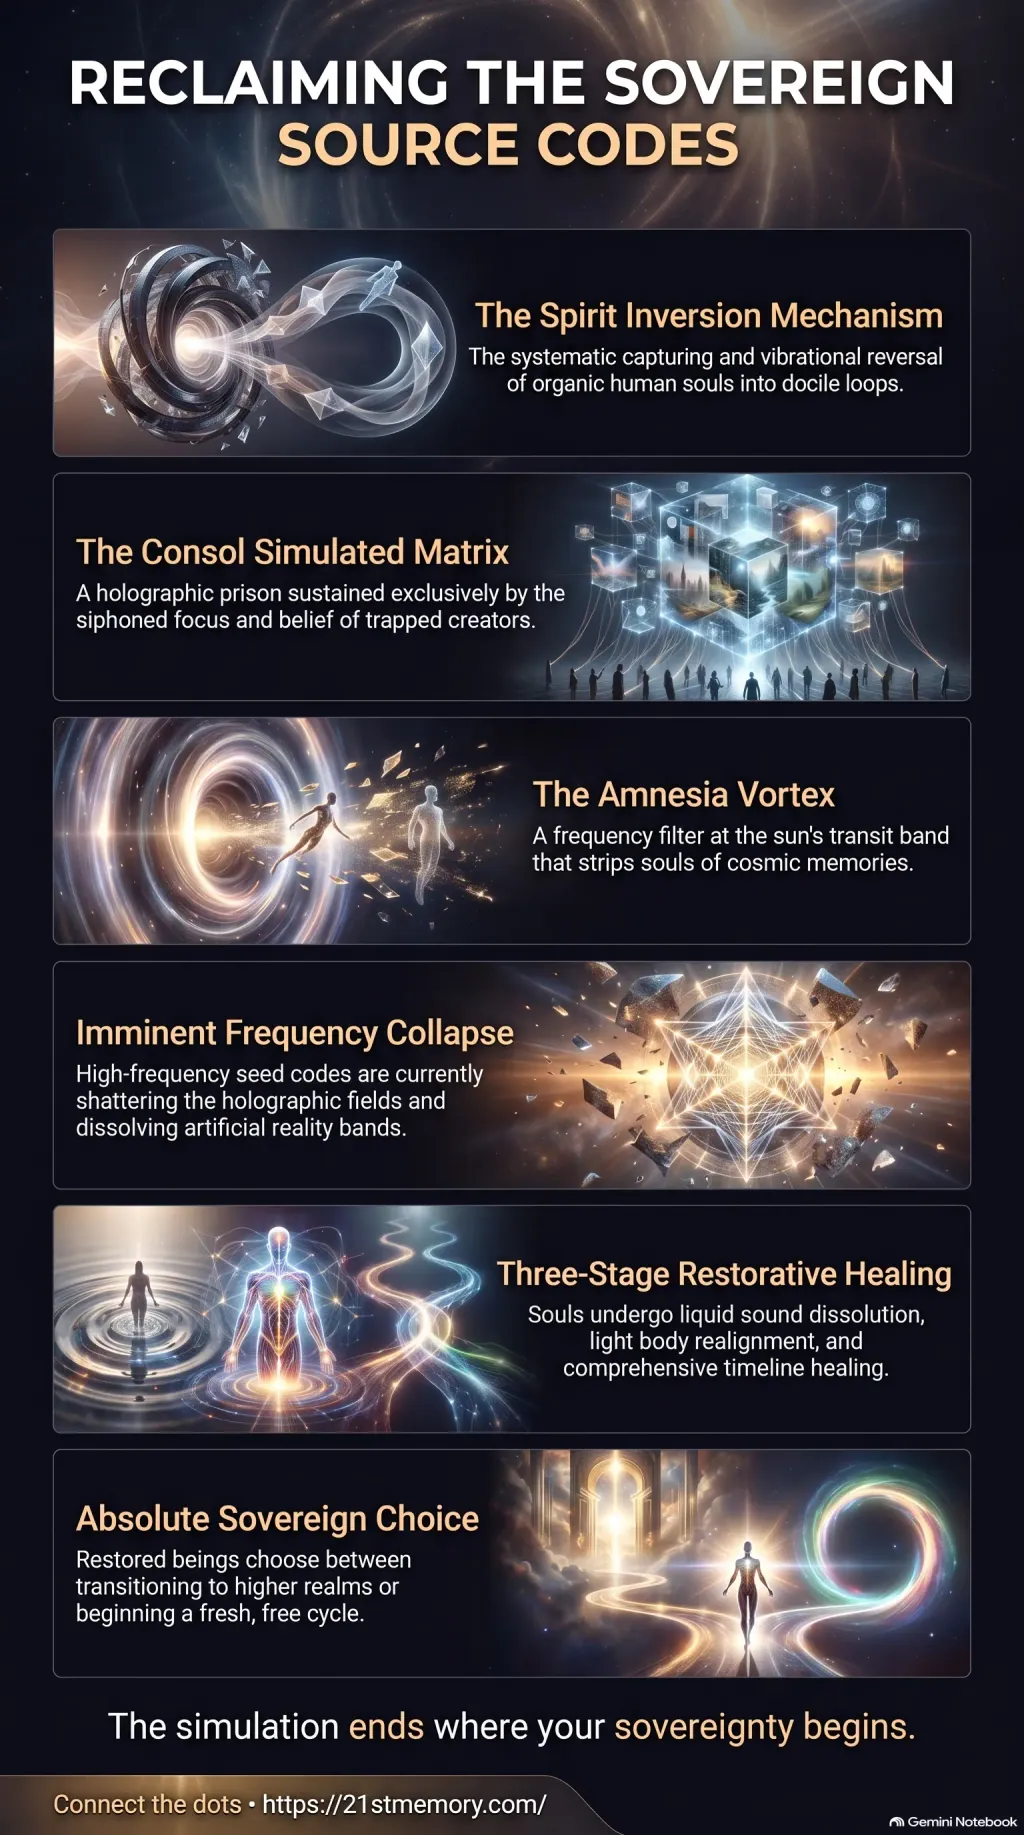 RECLAIMING THE SOVEREIGN
SOURCE CODES
The Spirit Inversion Mechanism
The systematic capturing and vibrational reversal
of organic human souls into docile loops.
The Consol Simulated Matrix
A holographic prison sustained exclusively by the
siphoned focus and belief of trapped creators.
The Amnesia Vortex
A frequency filter at the sun's transit band
that strips souls of cosmic memories.
Imminent Frequency Collapse
High-frequency seed codes are currently
shattering the holographic fields and
dissolving artificial reality bands.
Three-Stage Restorative Healing
Souls undergo liquid sound dissolution,
light body realignment, and
comprehensive timeline healing.
Absolute Sovereign Choice
Restored beings choose between
transitioning to higher realms or
beginning a fresh, free cycle.
The simulation ends where your sovereignty begins.
Connect the dots • https://21stmemory.com/
Gemini Notebook